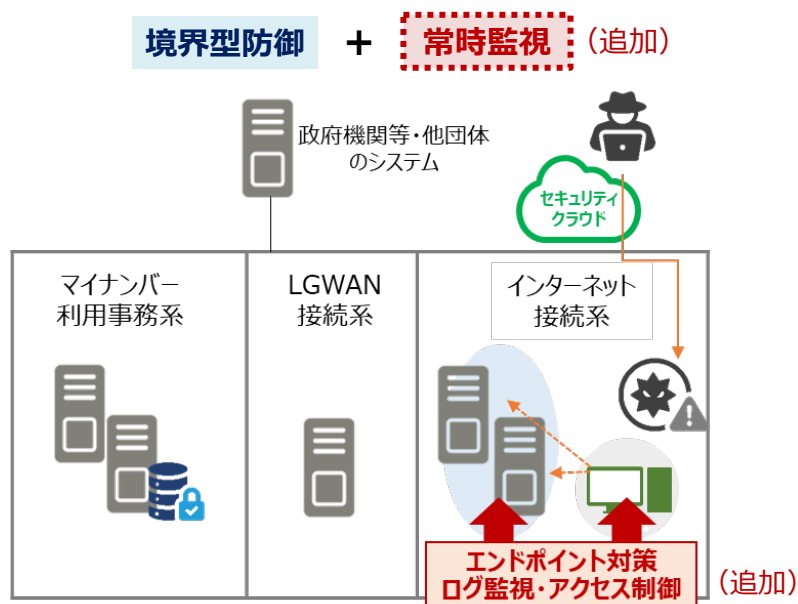 境界型防御 + 常時監視 (追加)
政府機関等・他団体
のシステム
セキュリティ
クラウド
マイナンバー
利用事務系
LGWAN
接続系
インターネット
接続系
エンドポイント対策
ログ監視・アクセス制御
(追加)